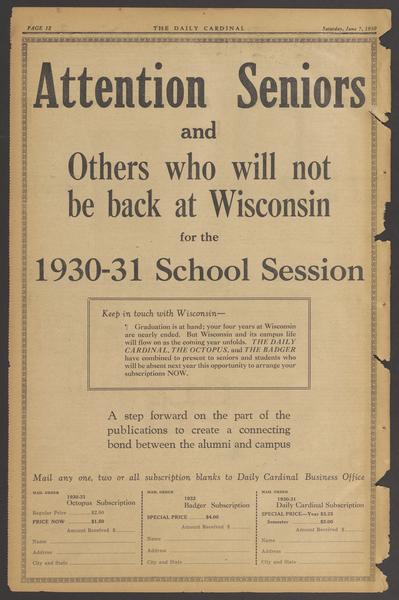 PAGE 12 THE DAILY CARDINAL Saturday, June 7, 1930
Attention Seniors
and
Others who will not
be back at Wisconsin
for the
1930-31 School Session
Keep in touch with Wisconsin—
¶ Graduation is at hand; your four years at Wisconsin
are nearly ended. But Wisconsin and its campus life
will flow on as the coming year unfolds. THE DAILY
CARDINAL, THE OCTOPUS, and THE BADGER
have combined to present to seniors and students who
will be absent next year this opportunity to arrange your
subscriptions NOW.
A step forward on the part of the
publications to create a connecting
bond between the alumni and campus
Mail any one, two or all subscription blanks to Daily Cardinal Business Office
MAIL ORDER
1930-31
Octopus Subscription
Regular Price $2.00
PRICE NOW $1.50
Amount Received $
Name
Address
City and State
MAIL ORDER
Badger Subscription
SPECIAL PRICE $4.00
Amount Received $
Name
Address
City and State
MAIL ORDER
1930-31
Daily Cardinal Subscription
SPECIAL PRICE—Year $3.25
Semester $2.00
Amount Received $
Name
Address
City and State